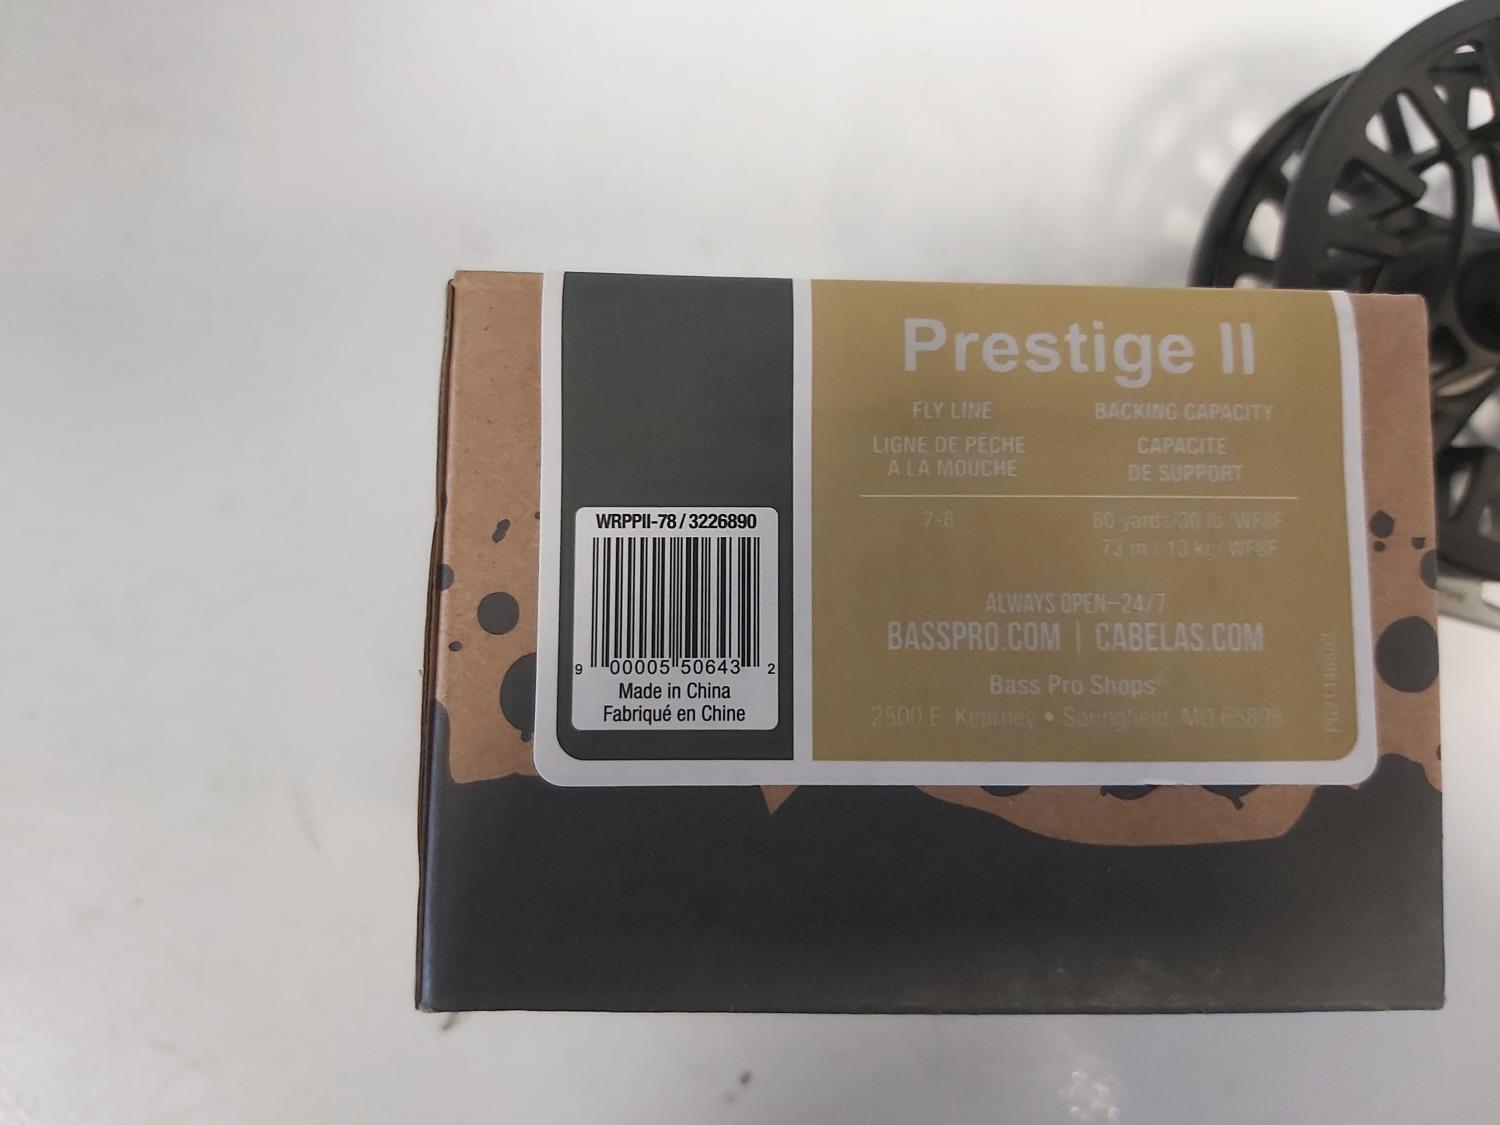 Prestige II
FLY LINE
LIGNE DE PÊCHE
À LA MOUCHE
BACKING CAPACITY
CAPACITÉ
DE SUPPORT
7-8
80 yards/30 lb./WF8F
73 m / 13 kg/ WF8F
ALWAYS OPEN–24/7
BASSPRO.COM | CABELAS.COM
Bass Pro Shops®
2500 E. Kearney • Springfield, MO 65898
WRPPII-78 / 3226890
9 00005 50643 2
Made in China
Fabriqué en Chine